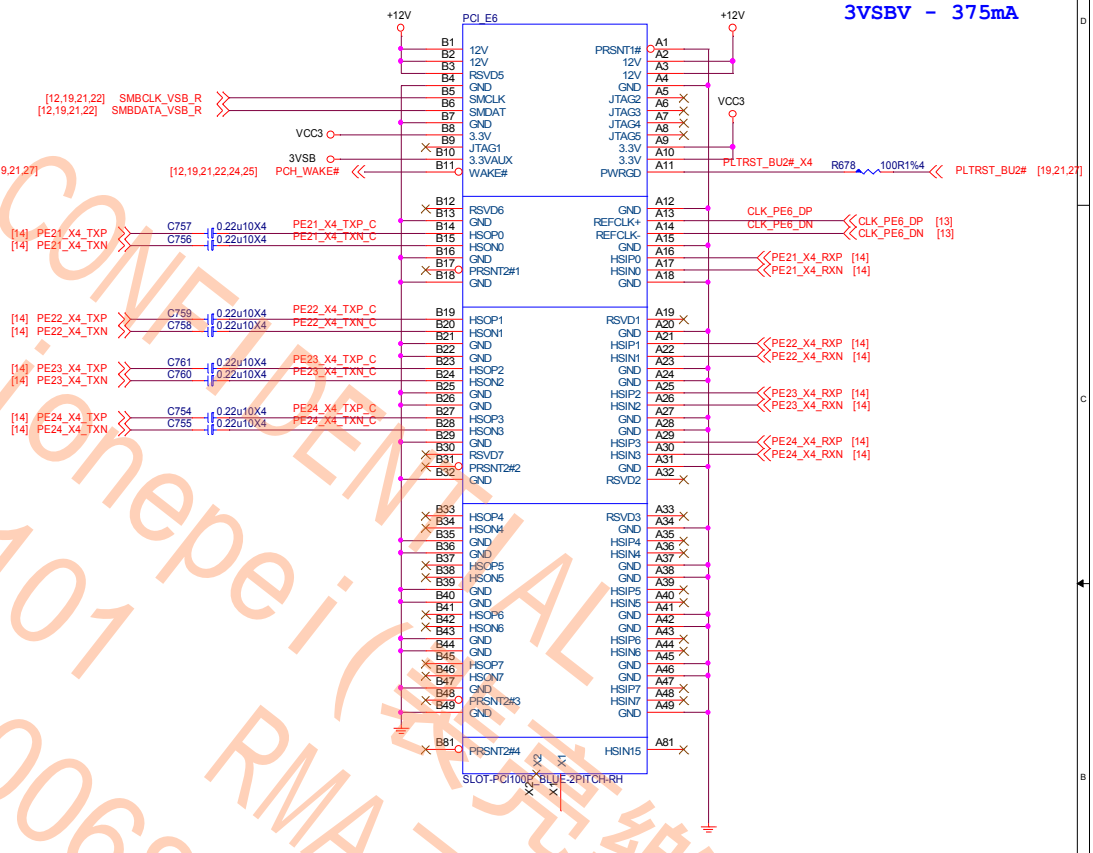 3VSBV - 375mA
D
+12V
PCI_E6
+12V
B1 12V PRSNT1# A1
B2 12V 12V A2
B3 RSVD5 12V A3
B4 GND GND A4
[12,19,21,22] SMBCLK_VSB_R B5 SMCLK JTAG2 A5
[12,19,21,22] SMBDATA_VSB_R B6 SMDAT JTAG3 A6
VCC3
B7 GND JTAG4 A7
VCC3 B8 3.3V JTAG5 A8
B9 JTAG1 3.3V A9
3VSB B10 3.3VAUX 3.3V A10
9,21,27]
[12,19,21,22,24,25] PCH_WAKE# B11 WAKE# PWRGD A11 PLTRST_BU2#_X4 R678 100R1%4 PLTRST_BU2# [19,21,27]
B12 RSVD6 GND A12
B13 GND REFCLK+ A13 CLK_PE6_DP CLK_PE6_DP [13]
[14] PE21_X4_TXP C757 0.22u10X4 PE21_X4_TXP_C B14 HSOP0 REFCLK- A14 CLK_PE6_DN CLK_PE6_DN [13]
[14] PE21_X4_TXN C756 0.22u10X4 PE21_X4_TXN_C B15 HSON0 GND A15
B16 GND HSIP0 A16 PE21_X4_RXP [14]
B17 PRSNT2#1 HSIN0 A17 PE21_X4_RXN [14]
B18 GND GND A18
[14] PE22_X4_TXP C759 0.22u10X4 PE22_X4_TXP_C B19 HSOP1 RSVD1 A19
[14] PE22_X4_TXN C758 0.22u10X4 PE22_X4_TXN_C B20 HSON1 GND A20
B21 GND HSIP1 A21 PE22_X4_RXP [14]
B22 GND HSIN1 A22 PE22_X4_RXN [14]
[14] PE23_X4_TXP C761 0.22u10X4 PE23_X4_TXP_C B23 HSOP2 GND A23
[14] PE23_X4_TXN C760 0.22u10X4 PE23_X4_TXN_C B24 HSON2 GND A24
B25 GND HSIP2 A25 PE23_X4_RXP [14]
B26 GND HSIN2 A26 PE23_X4_RXN [14]
C
[14] PE24_X4_TXP C754 0.22u10X4 PE24_X4_TXP_C B27 HSOP3 GND A27
[14] PE24_X4_TXN C755 0.22u10X4 PE24_X4_TXN_C B28 HSON3 GND A28
B29 GND HSIP3 A29 PE24_X4_RXP [14]
B30 RSVD7 HSIN3 A30 PE24_X4_RXN [14]
B31 PRSNT2#2 GND A31
B32 GND RSVD2 A32
B33 HSOP4 RSVD3 A33
B34 HSON4 GND A34
B35 GND HSIP4 A35
B36 GND HSIN4 A36
B37 HSOP5 GND A37
B38 HSON5 GND A38
B39 GND HSIP5 A39
B40 GND HSIN5 A40
B41 HSOP6 GND A41
B42 HSON6 GND A42
B43 GND HSIP6 A43
B44 GND HSIN6 A44
B45 HSOP7 GND A45
B46 HSON7 GND A46
B47 GND HSIP7 A47
B48 PRSNT2#3 HSIN7 A48
B49 GND GND A49
B81 PRSNT2#4 HSIN15 A81
X2 X1
SLOT-PCI100P_BLUE-2PITCH-RH
X2 X1
B
CONFIDENTIAL
ionepei(美亮
101
RMA
006